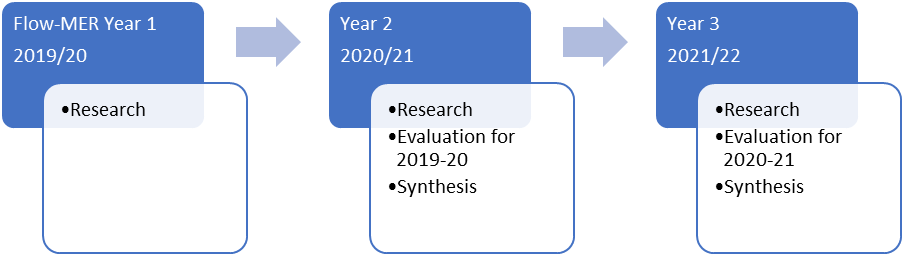 Flow-MER Year 1
2019/20
•Research
Year 2
2020/21
•Research
•Evaluation for
2019-20
•Synthesis
Year 3
2021/22
•Research
•Evaluation for
2020-21
•Synthesis